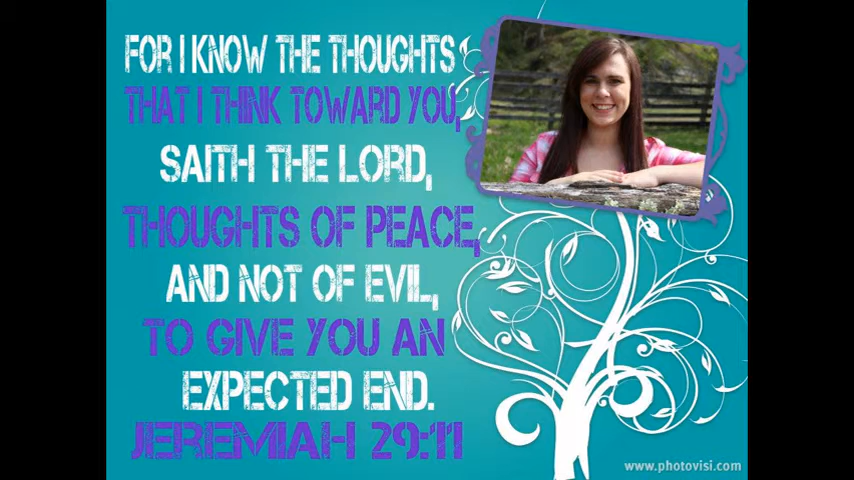 FOR I KNOW THE THOUGHTS
THAT I THINK TOWARD YOU,
SAITH THE LORD,
THOUGHTS OF PEACE,
AND NOT OF EVIL,
TO GIVE YOU AN
EXPECTED END.
JEREMIAH 29:11
www.photovisi.com